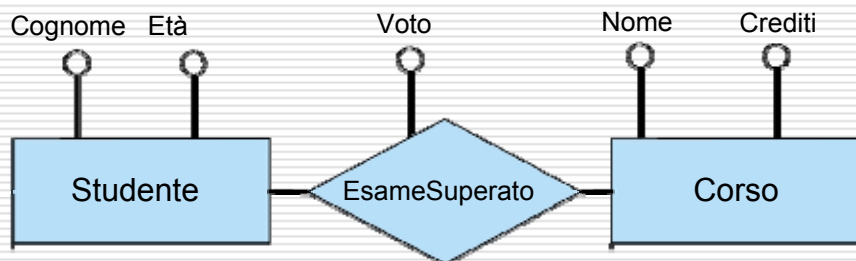 Cognome Età Voto Nome Crediti
Studente EsameSuperato Corso